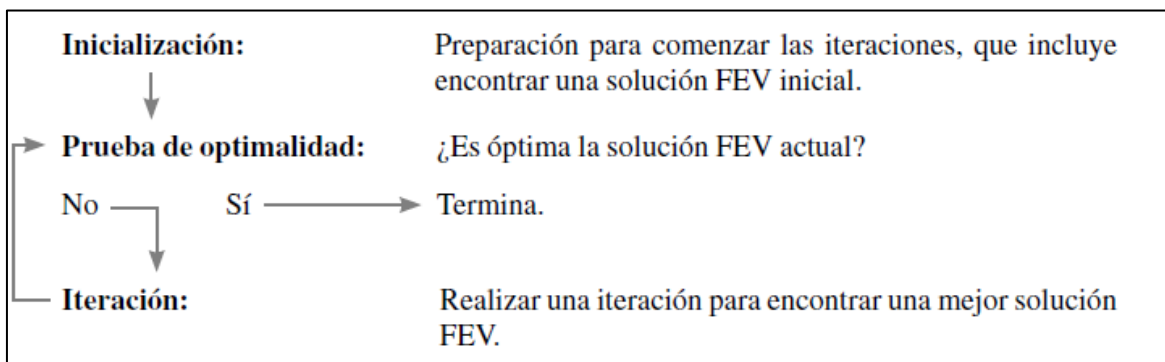 Inicialización: Preparación para comenzar las iteraciones, que incluye
encontrar una solución FEV inicial.
Prueba de optimalidad: ¿Es óptima la solución FEV actual?
No Sí Termina.
Iteración: Realizar una iteración para encontrar una mejor solución
FEV.